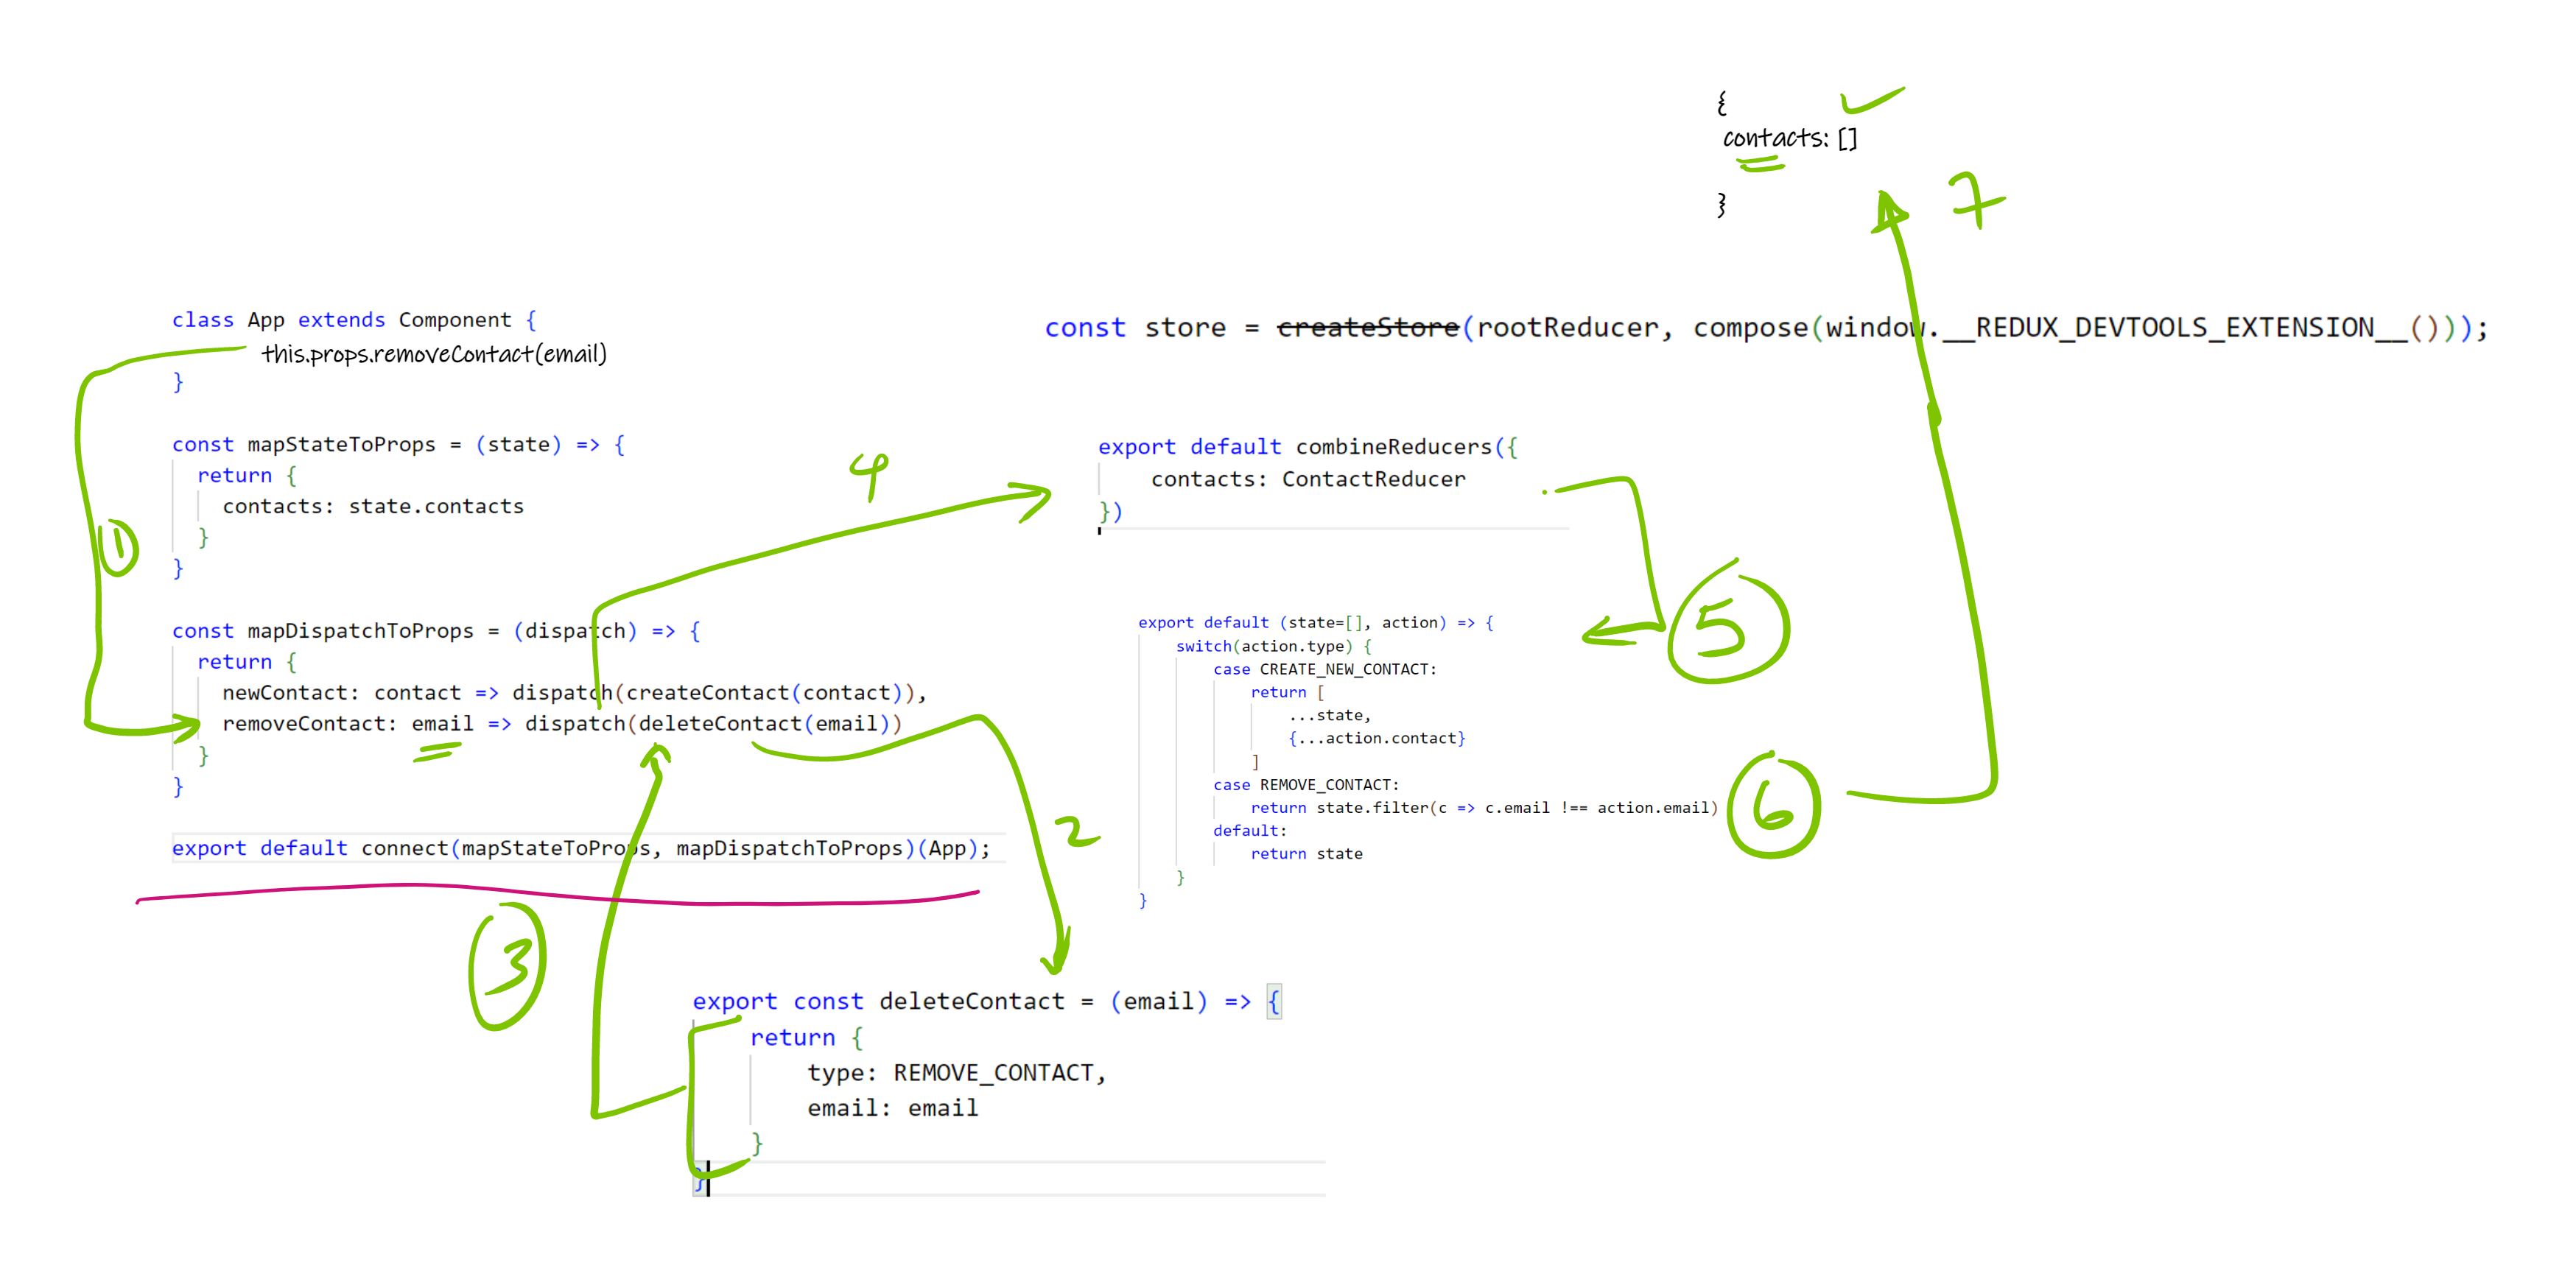 {
contacts: []
}
7
const store = createStore(rootReducer, compose(window.__REDUX_DEVTOOLS_EXTENSION__()));
class App extends Component {
this.props.removeContact(email)
}
const mapStateToProps = (state) => {
return {
contacts: state.contacts
}
}
1
const mapDispatchToProps = (dispatch) => {
return {
newContact: contact => dispatch(createContact(contact)),
removeContact: email => dispatch(deleteContact(email))
}
}
export default connect(mapStateToProps, mapDispatchToProps)(App);
4
export default combineReducers({
contacts: ContactReducer
})
5
export default (state=[], action) => {
switch(action.type) {
case CREATE_NEW_CONTACT:
return [
...state,
{...action.contact}
]
case REMOVE_CONTACT:
return state.filter(c => c.email !== action.email)
default:
return state
}
}
6
2
3
export const deleteContact = (email) => {
return {
type: REMOVE_CONTACT,
email: email
}
}